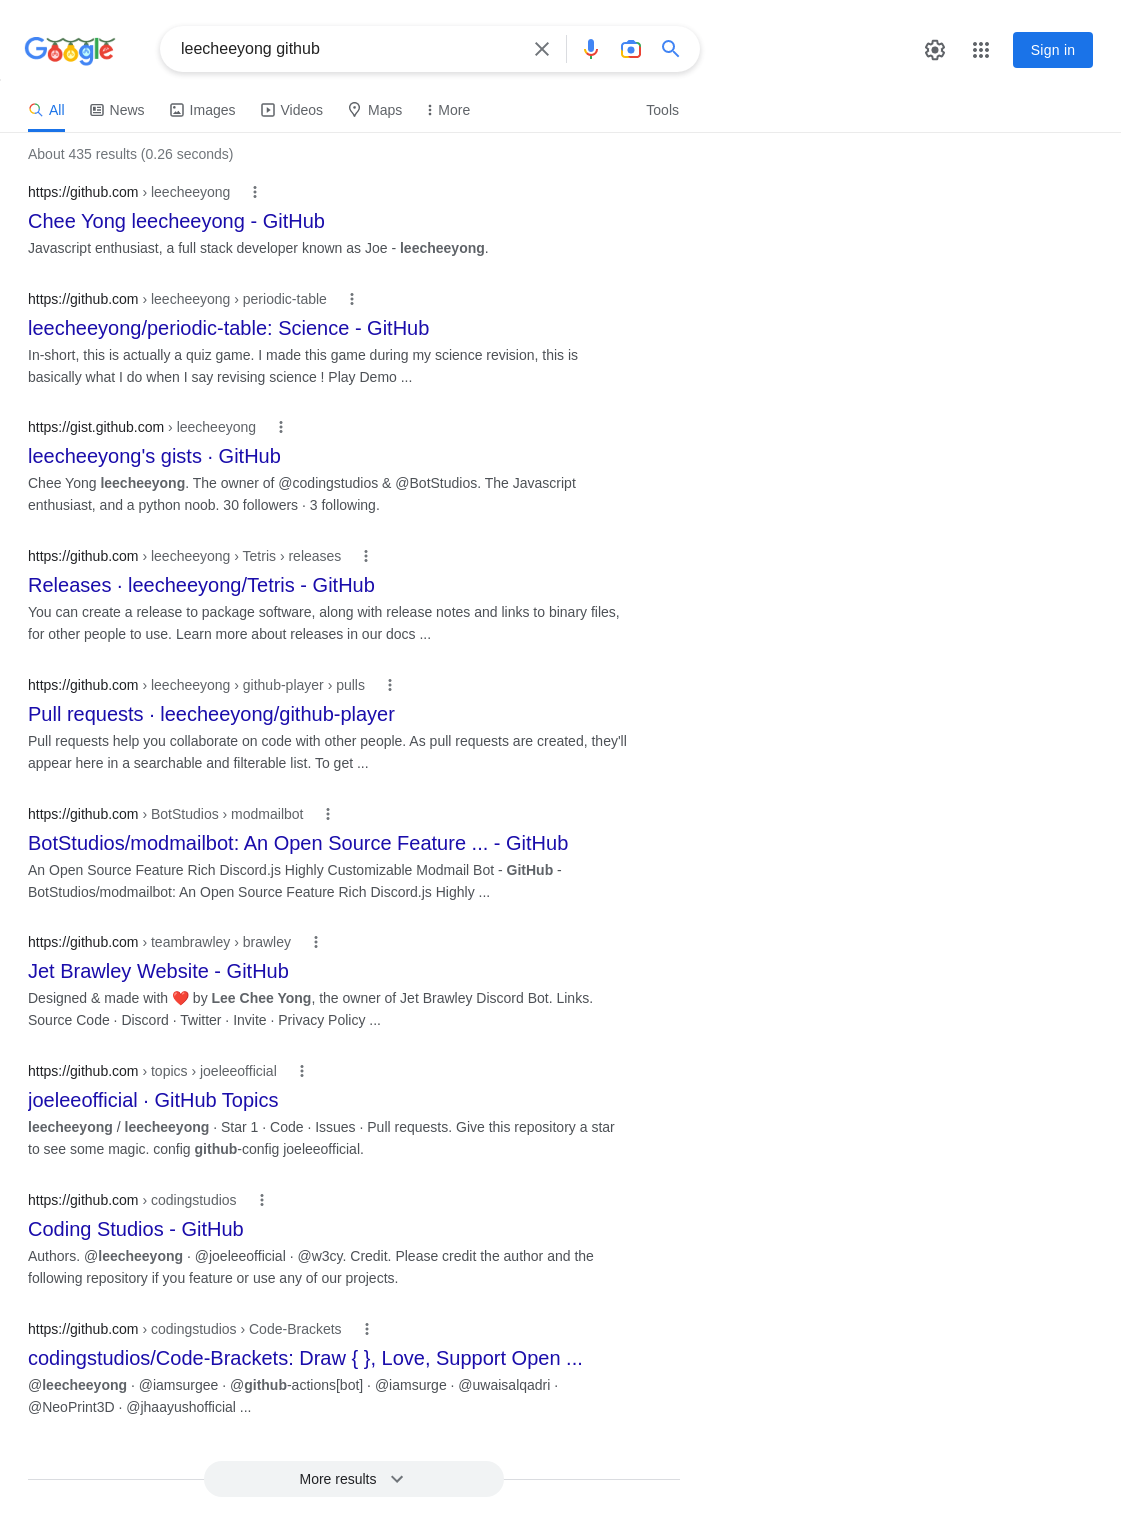 Google
leecheeyong github
Sign in
All News Images Videos Maps More Tools
About 435 results (0.26 seconds)
https://github.com › leecheeyong
Chee Yong leecheeyong - GitHub
Javascript enthusiast, a full stack developer known as Joe - leecheeyong.
https://github.com › leecheeyong › periodic-table
leecheeyong/periodic-table: Science - GitHub
In-short, this is actually a quiz game. I made this game during my science revision, this is
basically what I do when I say revising science ! Play Demo ...
https://gist.github.com › leecheeyong
leecheeyong's gists · GitHub
Chee Yong leecheeyong. The owner of @codingstudios & @BotStudios. The Javascript
enthusiast, and a python noob. 30 followers · 3 following.
https://github.com › leecheeyong › Tetris › releases
Releases · leecheeyong/Tetris - GitHub
You can create a release to package software, along with release notes and links to binary files,
for other people to use. Learn more about releases in our docs ...
https://github.com › leecheeyong › github-player › pulls
Pull requests · leecheeyong/github-player
Pull requests help you collaborate on code with other people. As pull requests are created, they'll
appear here in a searchable and filterable list. To get ...
https://github.com › BotStudios › modmailbot
BotStudios/modmailbot: An Open Source Feature ... - GitHub
An Open Source Feature Rich Discord.js Highly Customizable Modmail Bot - GitHub -
BotStudios/modmailbot: An Open Source Feature Rich Discord.js Highly ...
https://github.com › teambrawley › brawley
Jet Brawley Website - GitHub
Designed & made with ❤️ by Lee Chee Yong, the owner of Jet Brawley Discord Bot. Links.
Source Code · Discord · Twitter · Invite · Privacy Policy ...
https://github.com › topics › joeleeofficial
joeleeofficial · GitHub Topics
leecheeyong / leecheeyong · Star 1 · Code · Issues · Pull requests. Give this repository a star
to see some magic. config github-config joeleeofficial.
https://github.com › codingstudios
Coding Studios - GitHub
Authors. @leecheeyong · @joeleeofficial · @w3cy. Credit. Please credit the author and the
following repository if you feature or use any of our projects.
https://github.com › codingstudios › Code-Brackets
codingstudios/Code-Brackets: Draw { }, Love, Support Open ...
@leecheeyong · @iamsurgee · @github-actions[bot] · @iamsurge · @uwaisalqadri ·
@NeoPrint3D · @jhaayushofficial ...
More results